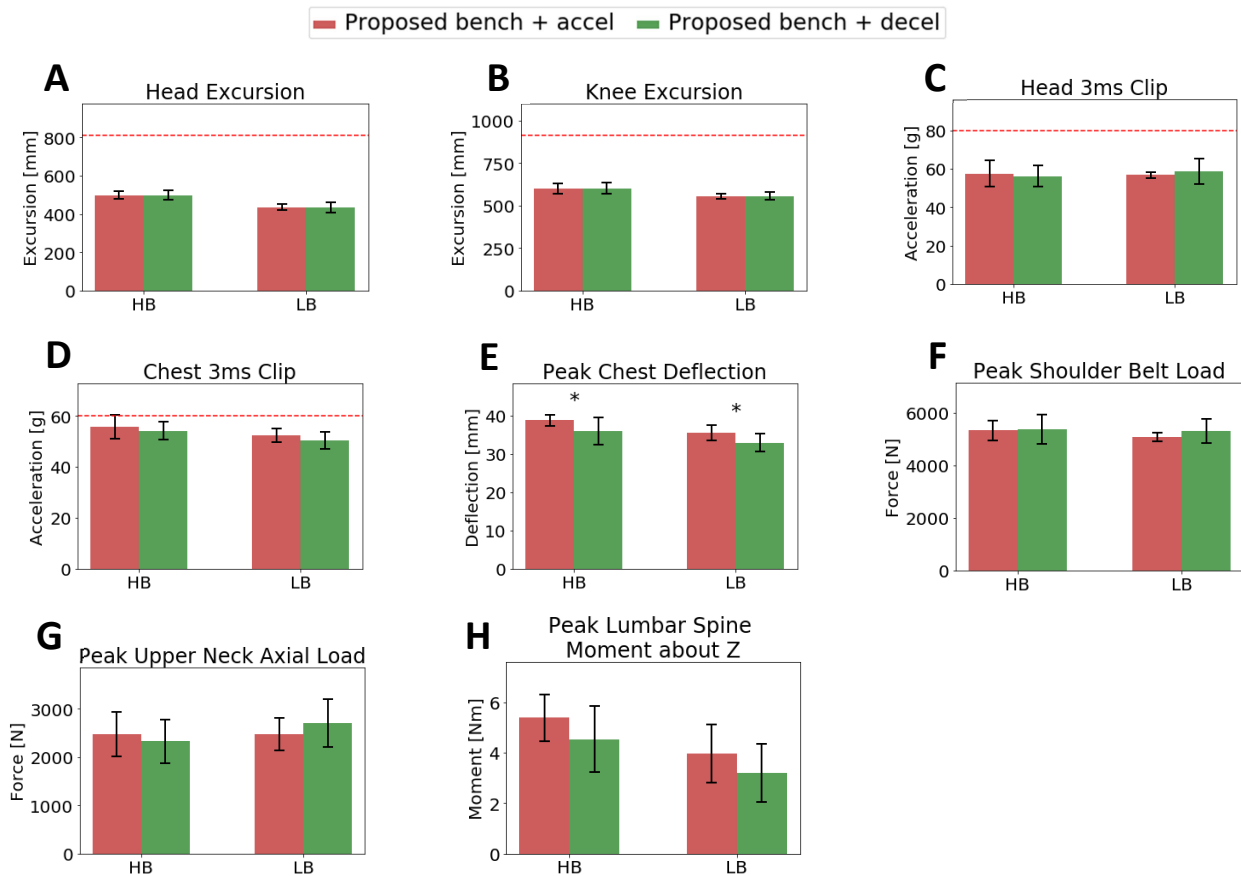 Proposed bench + accel Proposed bench + decel
A
Head Excursion
Excursion [mm]
800
600
400
200
0
HB LB
B
Knee Excursion
Excursion [mm]
1000
750
500
250
0
HB LB
C
Head 3ms Clip
Acceleration [g]
80
60
40
20
0
HB LB
D
Chest 3ms Clip
Acceleration [g]
60
40
20
0
HB LB
E
Peak Chest Deflection
Deflection [mm]
* *
40
30
20
10
0
HB LB
F
Peak Shoulder Belt Load
Force [N]
6000
4000
2000
0
HB LB
G
Peak Upper Neck Axial Load
Force [N]
3000
2000
1000
0
HB LB
H
Peak Lumbar Spine
Moment about Z
Moment [Nm]
6
4
2
0
HB LB